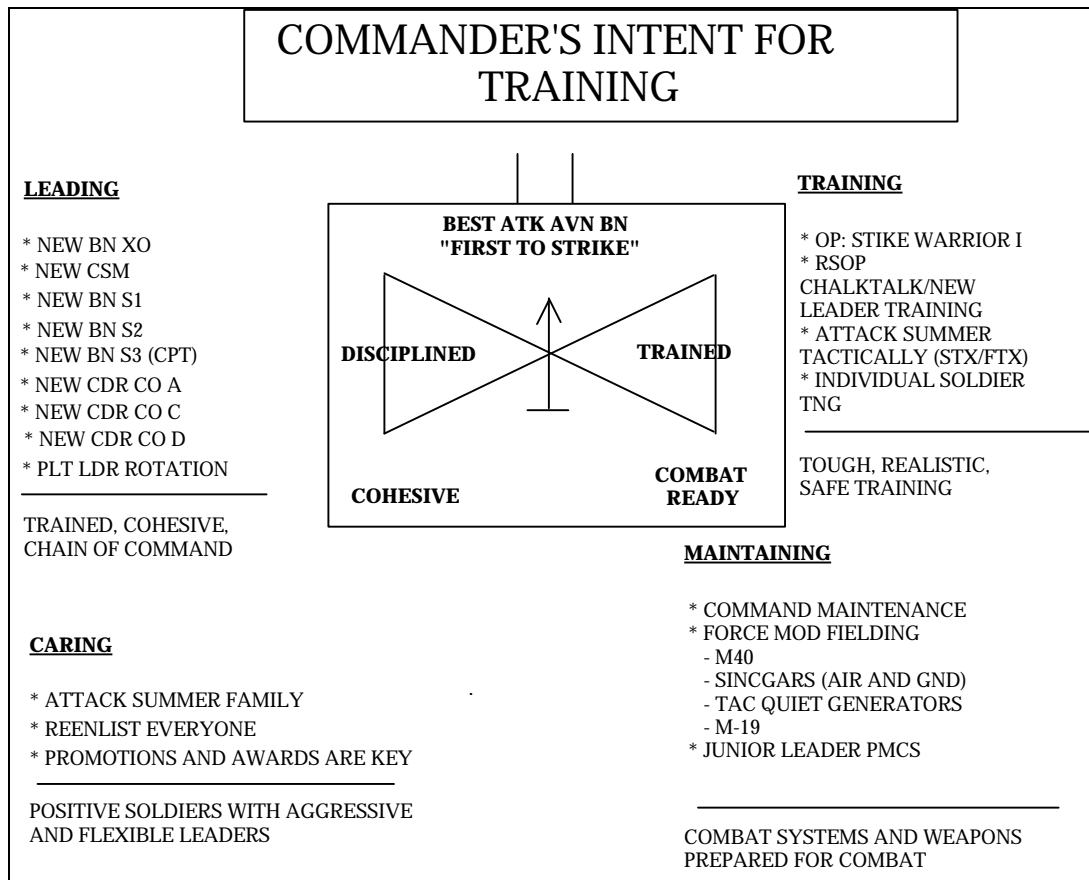 COMMANDER'S INTENT FOR
TRAINING
LEADING
* NEW BN XO
* NEW CSM
* NEW BN S1
* NEW BN S2
* NEW BN S3 (CPT)
* NEW CDR CO A
* NEW CDR CO C
* NEW CDR CO D
* PLT LDR ROTATION
TRAINED, COHESIVE,
CHAIN OF COMMAND
BEST ATK AVN BN
"FIRST TO STRIKE"
DISCIPLINED
TRAINED
COHESIVE
COMBAT
READY
TRAINING
* OP: STIKE WARRIOR I
* RSOP
CHALKTALK/NEW
LEADER TRAINING
* ATTACK SUMMER
TACTICALLY (STX/FTX)
* INDIVIDUAL SOLDIER
TNG
TOUGH, REALISTIC,
SAFE TRAINING
CARING
* ATTACK SUMMER FAMILY
* REENLIST EVERYONE
* PROMOTIONS AND AWARDS ARE KEY
POSITIVE SOLDIERS WITH AGGRESSIVE
AND FLEXIBLE LEADERS
MAINTAINING
* COMMAND MAINTENANCE
* FORCE MOD FIELDING
- M40
- SINCGARS (AIR AND GND)
- TAC QUIET GENERATORS
- M-19
* JUNIOR LEADER PMCS
COMBAT SYSTEMS AND WEAPONS
PREPARED FOR COMBAT